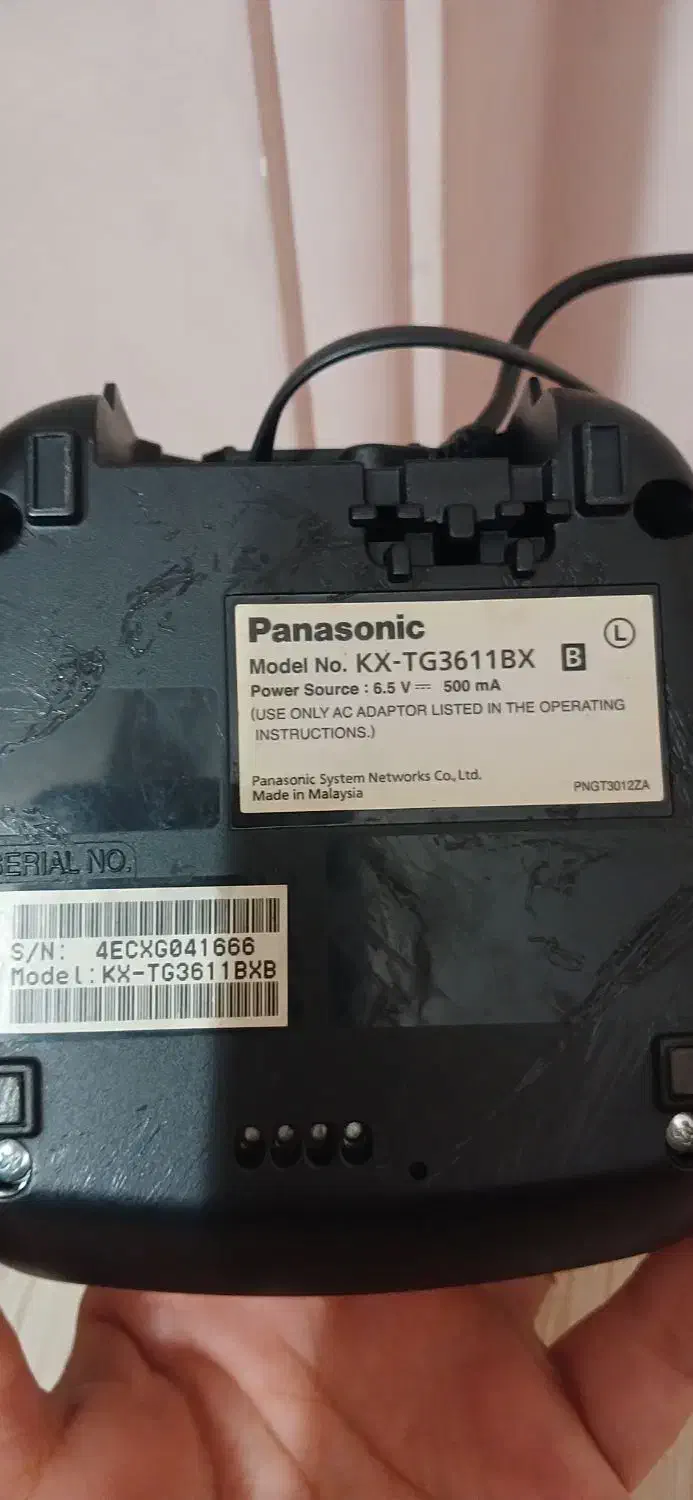 Panasonic
L
Model No. KX-TG3611BX B
Power Source : 6.5 V ⎓ 500 mA
(USE ONLY AC ADAPTOR LISTED IN THE OPERATING
INSTRUCTIONS.)
Panasonic System Networks Co., Ltd.
Made in Malaysia
PNGT3012ZA
SERIAL NO.
S/N: 4ECXG041666
Model:KX-TG3611BXB